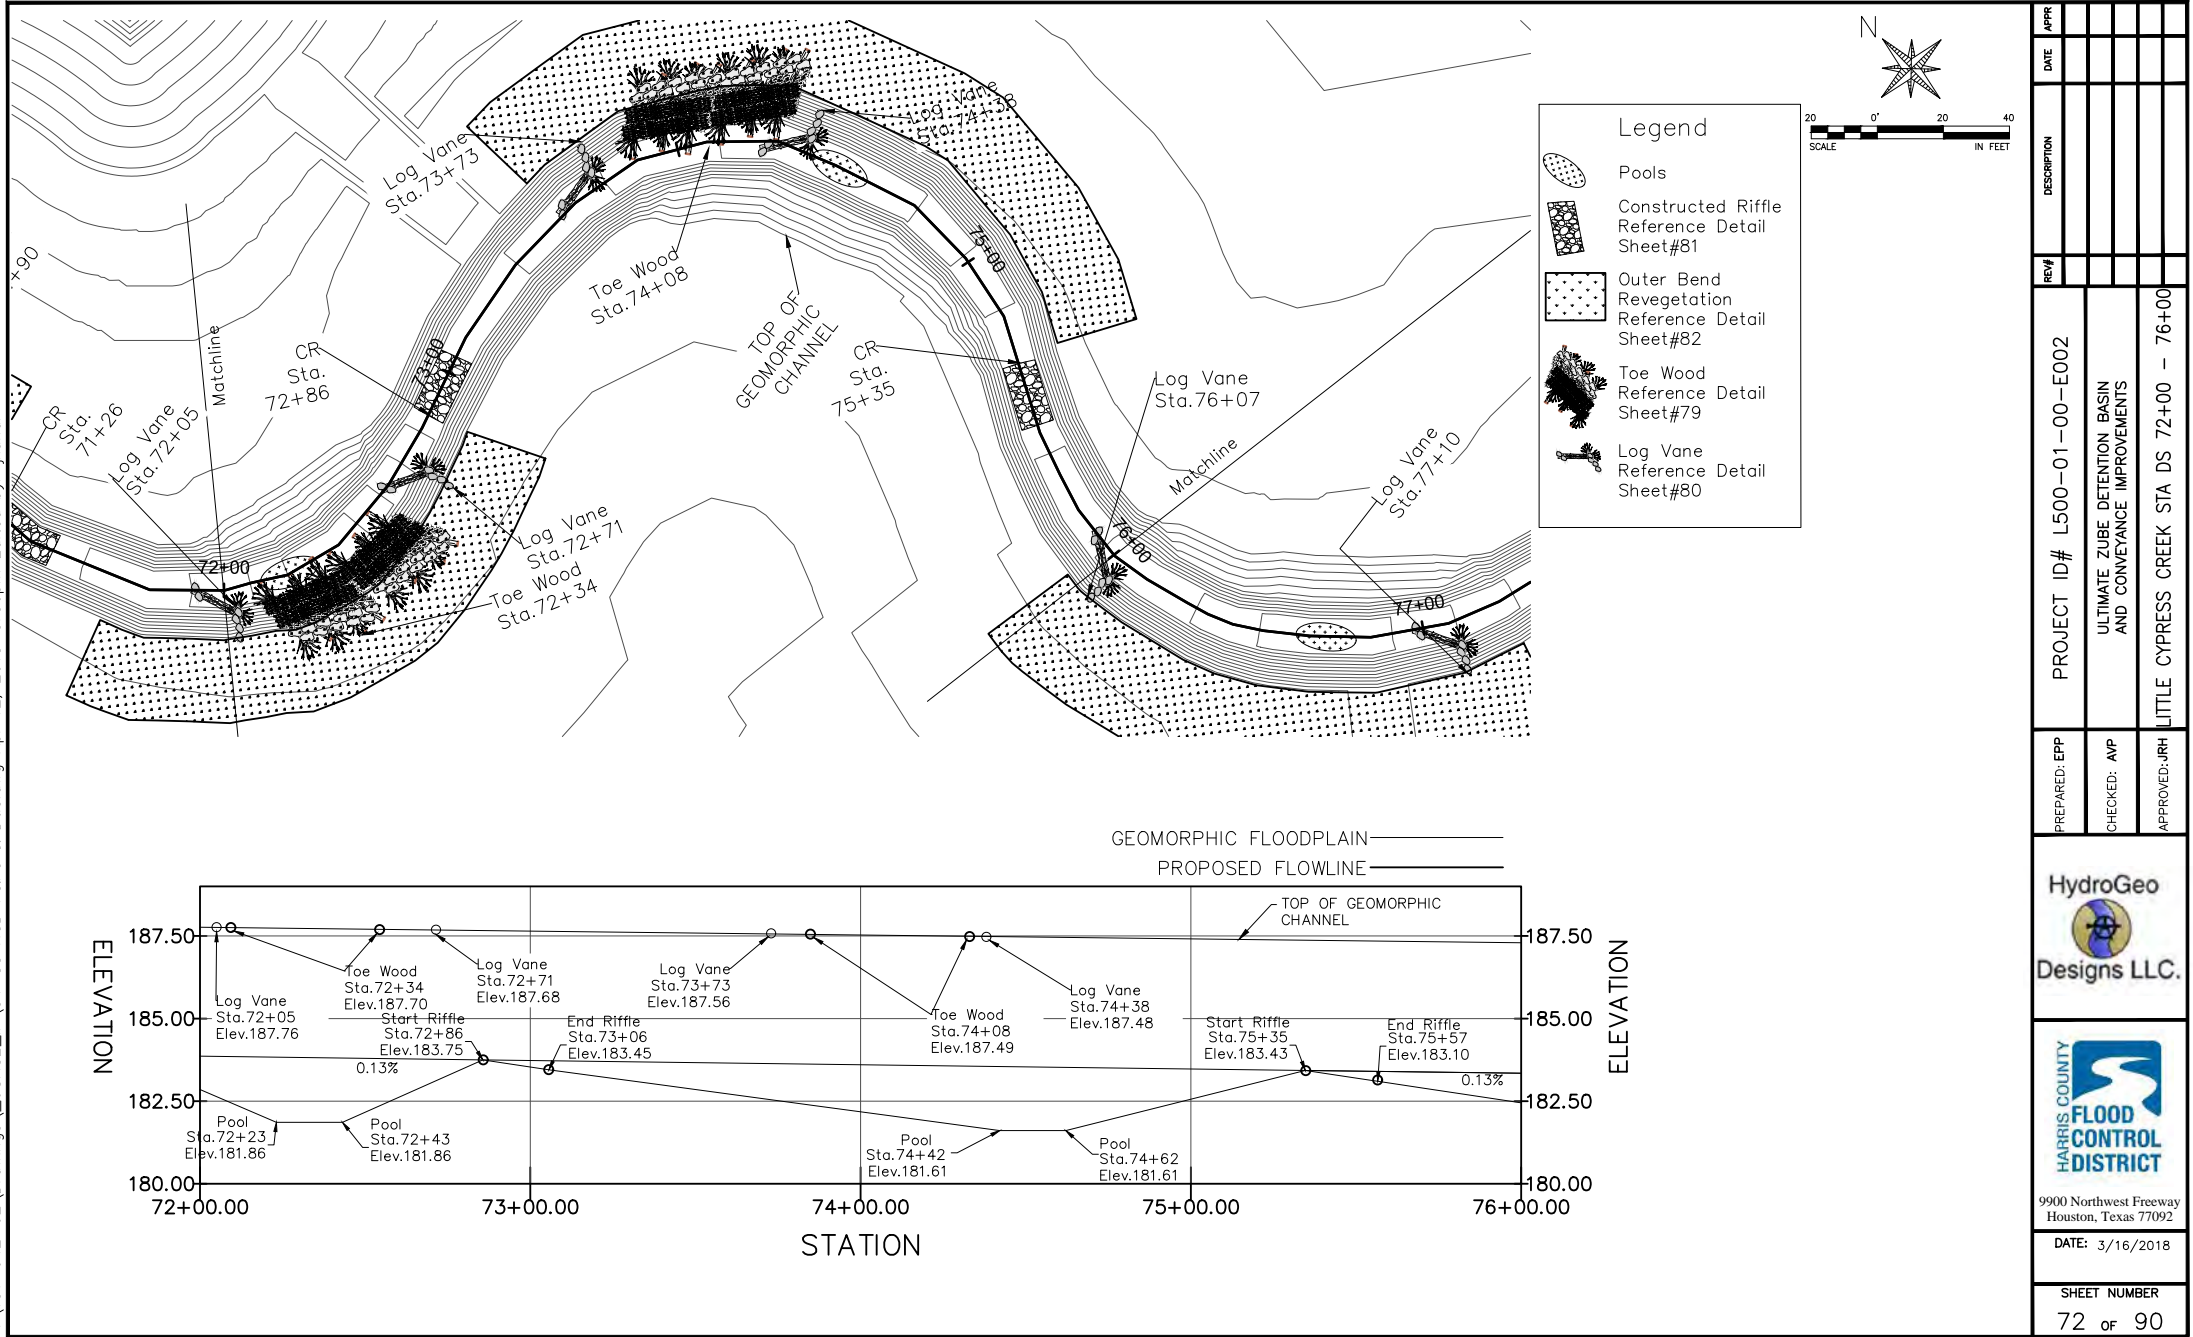 Log Vane
Sta.73+73
Log Vane
Sta.74+38
Toe Wood
Sta.74+08
TOP OF
GEOMORPHIC
CHANNEL
75+00
+90
Matchline
CR
Sta.
72+86
73+00
CR
Sta.
71+26
Log Vane
Sta.72+05
72+00
Log Vane
Sta.72+71
Toe Wood
Sta.72+34
CR
Sta.
75+35
Log Vane
Sta.76+07
Matchline
76+00
Log Vane
Sta.77+10
77+00
Legend
Pools
Constructed Riffle
Reference Detail
Sheet#81
Outer Bend
Revegetation
Reference Detail
Sheet#82
Toe Wood
Reference Detail
Sheet#79
Log Vane
Reference Detail
Sheet#80
N
20 0' 20 40
SCALE IN FEET
GEOMORPHIC FLOODPLAIN
PROPOSED FLOWLINE
TOP OF GEOMORPHIC
CHANNEL
ELEVATION
187.50
185.00
182.50
180.00
Log Vane
Sta.72+05
Elev.187.76
Toe Wood
Sta.72+34
Elev.187.70
Log Vane
Sta.72+71
Elev.187.68
Log Vane
Sta.73+73
Elev.187.56
Toe Wood
Sta.74+08
Elev.187.49
Log Vane
Sta.74+38
Elev.187.48
Start Riffle
Sta.72+86
Elev.183.75
0.13%
End Riffle
Sta.73+06
Elev.183.45
Start Riffle
Sta.75+35
Elev.183.43
End Riffle
Sta.75+57
Elev.183.10
0.13%
Pool
Sta.72+23
Elev.181.86
Pool
Sta.72+43
Elev.181.86
Pool
Sta.74+42
Elev.181.61
Pool
Sta.74+62
Elev.181.61
187.50
185.00
182.50
180.00
ELEVATION
72+00.00 73+00.00 74+00.00 75+00.00 76+00.00
STATION
REV# DESCRIPTION DATE APPR
PROJECT ID# L500-01-00-E002
ULTIMATE ZUBE DETENTION BASIN
AND CONVEYANCE IMPROVEMENTS
LITTLE CYPRESS CREEK STA DS 72+00 - 76+00
PREPARED: EPP
CHECKED: AVP
APPROVED: JRH
HydroGeo
Designs LLC.
HARRIS COUNTY
FLOOD
CONTROL
DISTRICT
9900 Northwest Freeway
Houston, Texas 77092
DATE: 3/16/2018
SHEET NUMBER
72 OF 90